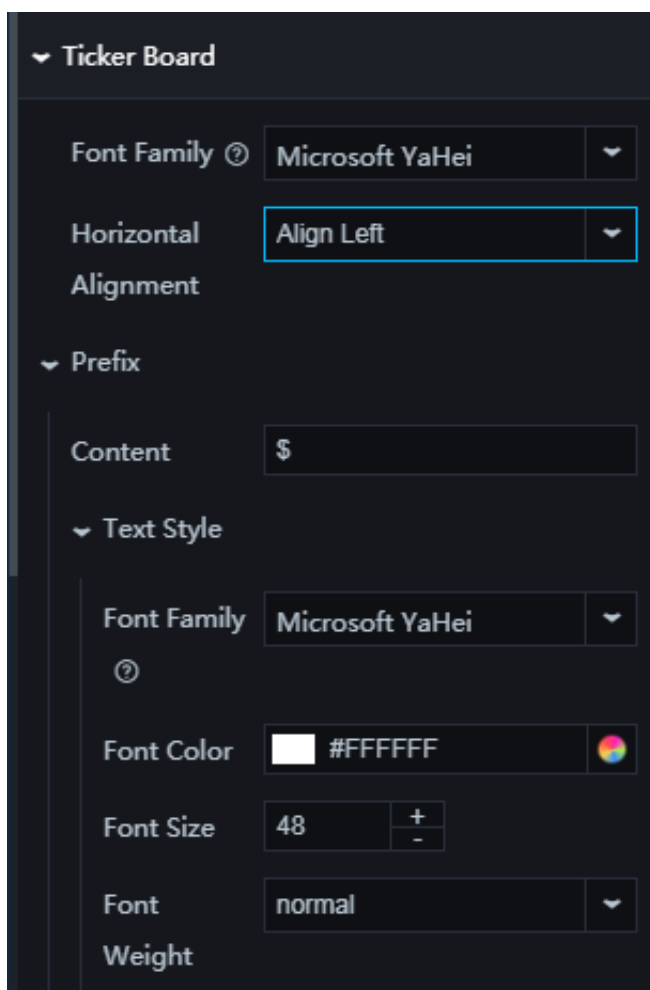 Ticker Board
Font Family ? Microsoft YaHei
Horizontal Alignment Align Left
Prefix
Content $
Text Style
Font Family ? Microsoft YaHei
Font Color #FFFFFF
Font Size 48 + -
Font Weight normal